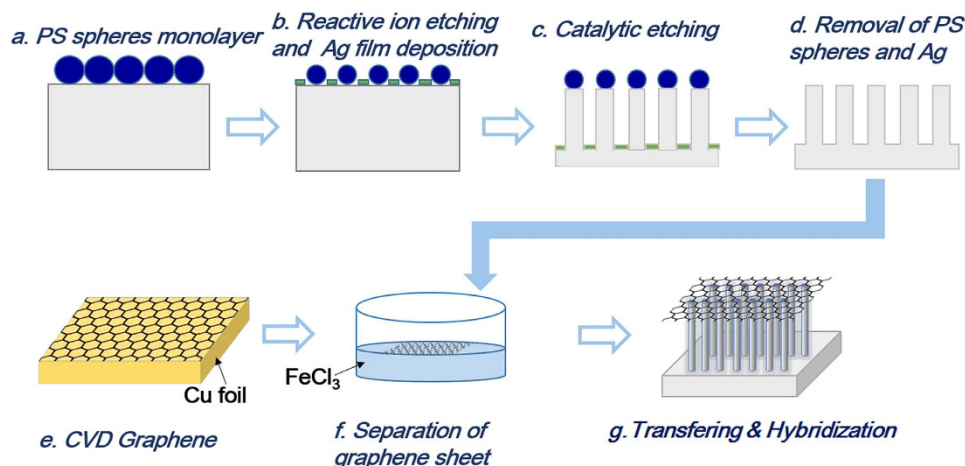 a. PS spheres monolayer
b. Reactive ion etching
and Ag film deposition
c. Catalytic etching
d. Removal of PS
spheres and Ag
Cu foil
FeCl₃
e. CVD Graphene
f. Separation of
graphene sheet
g. Transfering & Hybridization